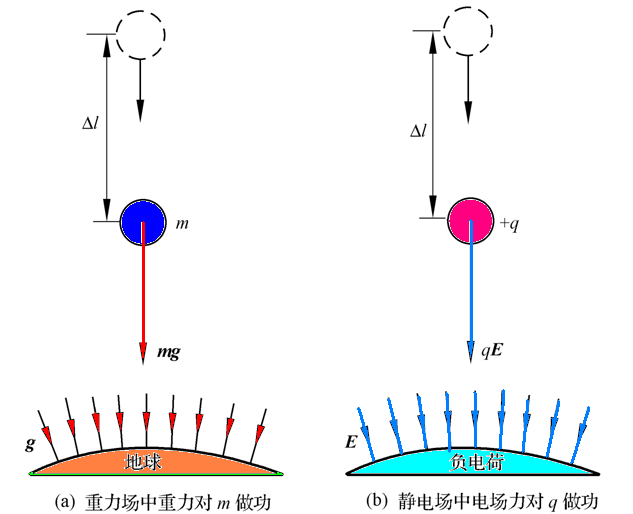 Δl
Δl
m
+q
mg
qE
g
E
地球
负电荷
(a) 重力场中重力对 m 做功
(b) 静电场中电场力对 q 做功